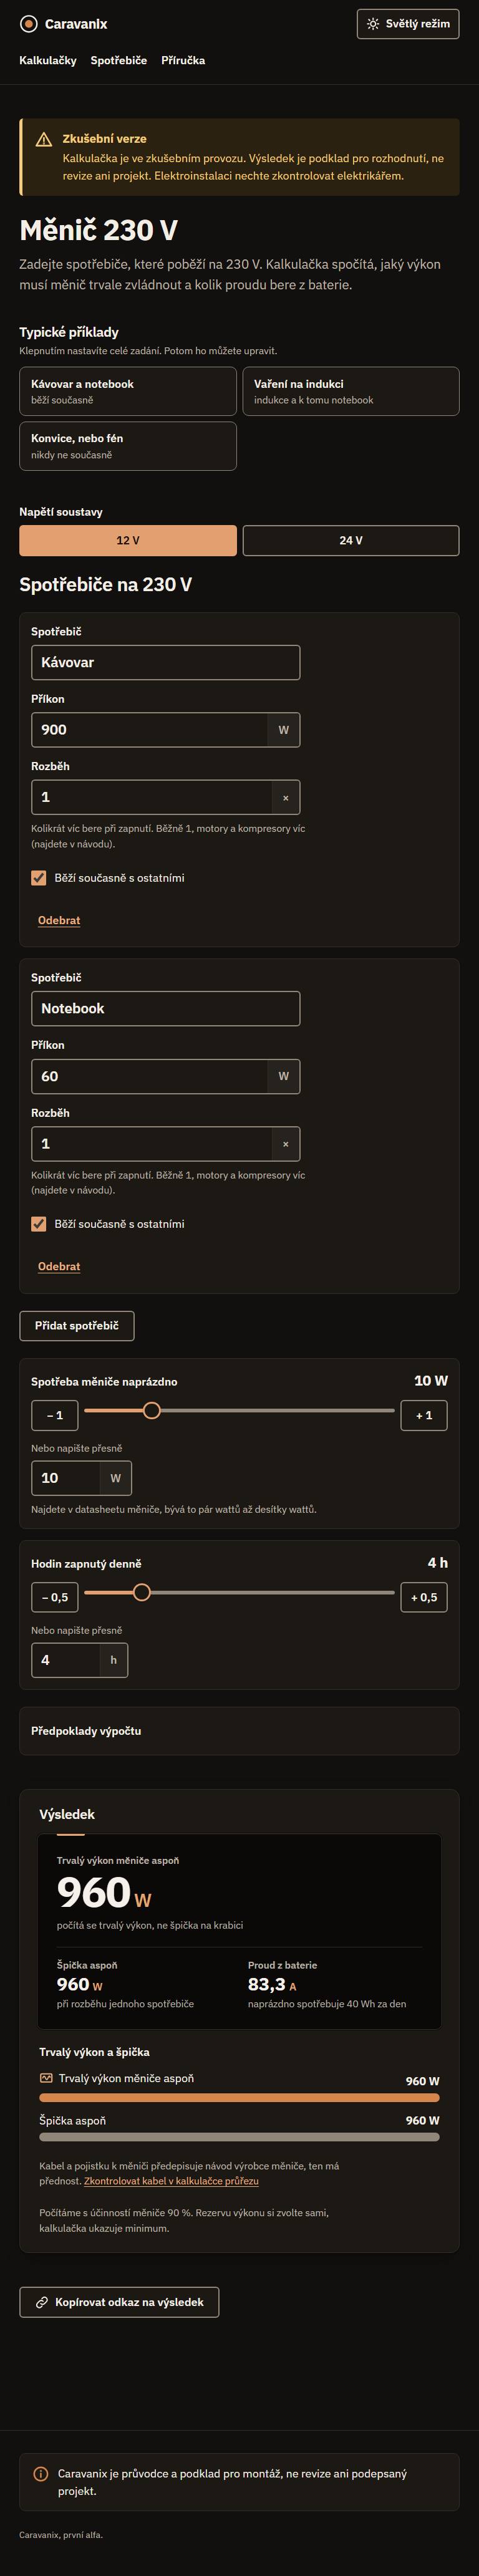 Caravanix
Světlý režim
Kalkulačky Spotřebiče Příručka
Zkušební verze
Kalkulačka je ve zkušebním provozu. Výsledek je podklad pro rozhodnutí, ne
revize ani projekt. Elektroinstalaci nechte zkontrolovat elektrikářem.
Měnič 230 V
Zadejte spotřebiče, které poběží na 230 V. Kalkulačka spočítá, jaký výkon
musí měnič trvale zvládnout a kolik proudu bere z baterie.
Typické příklady
Klepnutím nastavíte celé zadání. Potom ho můžete upravit.
Kávovar a notebook
běží současně
Vaření na indukci
indukce a k tomu notebook
Konvice, nebo fén
nikdy ne současně
Napětí soustavy
12 V
24 V
Spotřebiče na 230 V
Spotřebič
Kávovar
Příkon
900 W
Rozběh
1 ×
Kolikrát víc bere při zapnutí. Běžně 1, motory a kompresory víc
(najdete v návodu).
Běží současně s ostatními
Odebrat
Spotřebič
Notebook
Příkon
60 W
Rozběh
1 ×
Kolikrát víc bere při zapnutí. Běžně 1, motory a kompresory víc
(najdete v návodu).
Běží současně s ostatními
Odebrat
Přidat spotřebič
Spotřeba měniče naprázdno 10 W
− 1 + 1
Nebo napište přesně
10 W
Najdete v datasheetu měniče, bývá to pár wattů až desítky wattů.
Hodin zapnutý denně 4 h
− 0,5 + 0,5
Nebo napište přesně
4 h
Předpoklady výpočtu
Výsledek
Trvalý výkon měniče aspoň
960 W
počítá se trvalý výkon, ne špička na krabici
Špička aspoň
960 W
při rozběhu jednoho spotřebiče
Proud z baterie
83,3 A
naprázdno spotřebuje 40 Wh za den
Trvalý výkon a špička
Trvalý výkon měniče aspoň 960 W
Špička aspoň 960 W
Kabel a pojistku k měniči předepisuje návod výrobce měniče, ten má
přednost. Zkontrolovat kabel v kalkulačce průřezu
Počítáme s účinností měniče 90 %. Rezervu výkonu si zvolte sami,
kalkulačka ukazuje minimum.
Kopírovat odkaz na výsledek
Caravanix je průvodce a podklad pro montáž, ne revize ani podepsaný
projekt.
Caravanix, první alfa.